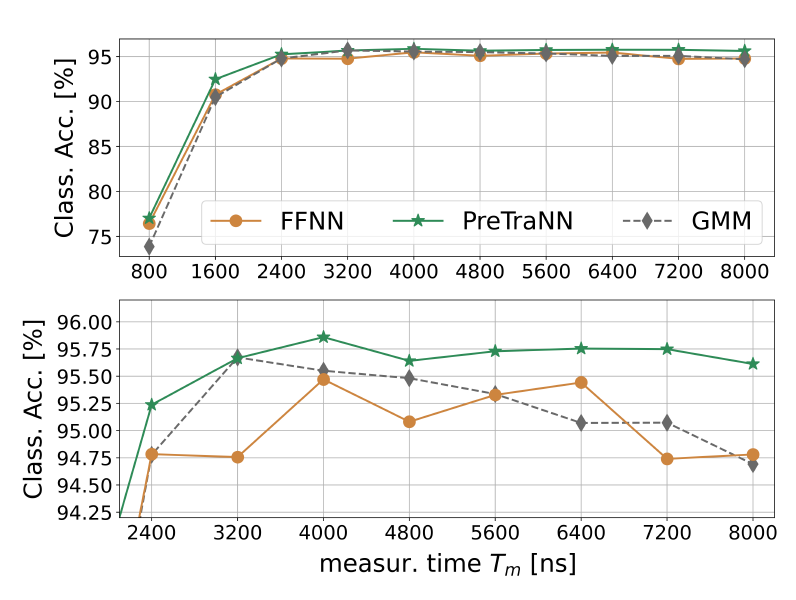 Class. Acc. [%]
95
90
85
80
75
FFNN PreTraNN GMM
800 1600 2400 3200 4000 4800 5600 6400 7200 8000
Class. Acc. [%]
96.00
95.75
95.50
95.25
95.00
94.75
94.50
94.25
2400 3200 4000 4800 5600 6400 7200 8000
measur. time Tₘ [ns]